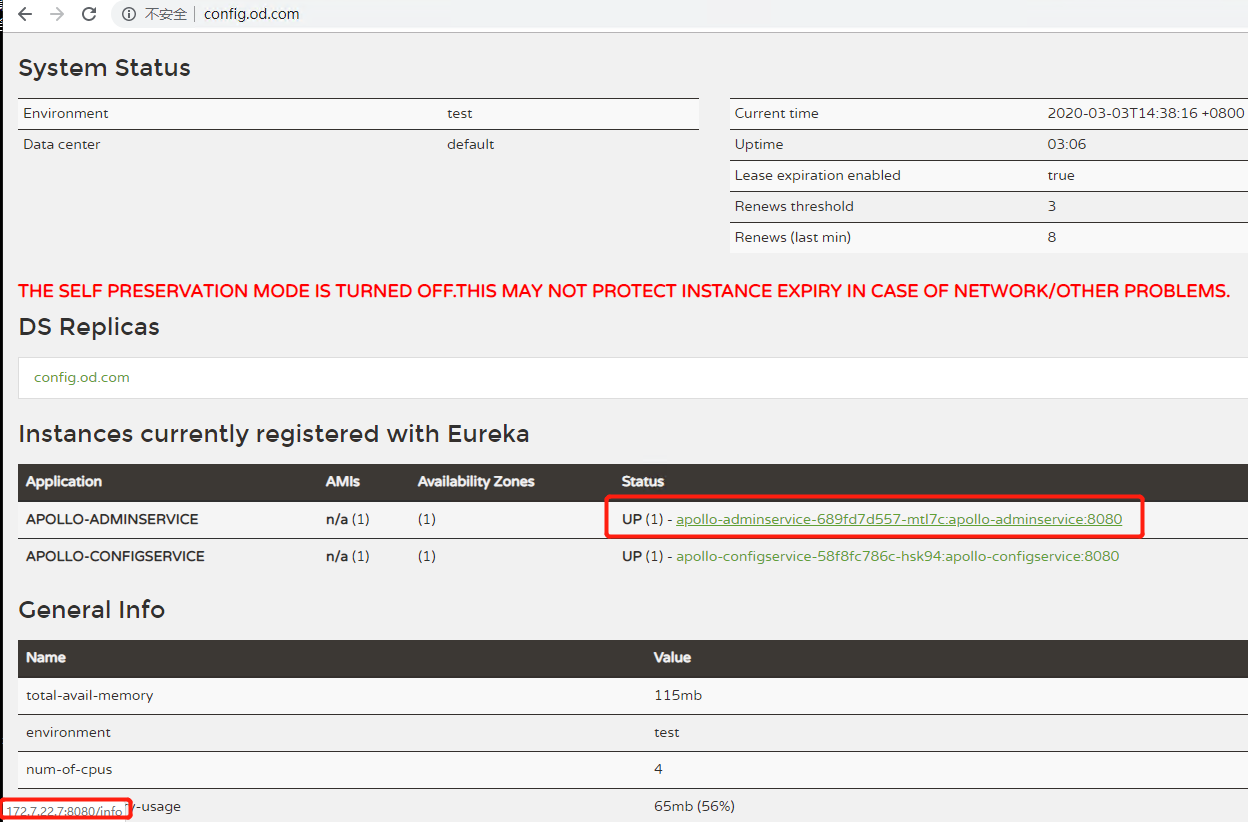 不安全 config.od.com
System Status
Environment test
Data center default
Current time 2020-03-03T14:38:16 +0800
Uptime 03:06
Lease expiration enabled true
Renews threshold 3
Renews (last min) 8
THE SELF PRESERVATION MODE IS TURNED OFF.THIS MAY NOT PROTECT INSTANCE EXPIRY IN CASE OF NETWORK/OTHER PROBLEMS.
DS Replicas
config.od.com
Instances currently registered with Eureka
Application AMIs Availability Zones Status
APOLLO-ADMINSERVICE n/a (1) (1) UP (1) - apollo-adminservice-689fd7d557-mtl7c:apollo-adminservice:8080
APOLLO-CONFIGSERVICE n/a (1) (1) UP (1) - apollo-configservice-58f8fc786c-hsk94:apollo-configservice:8080
General Info
Name Value
total-avail-memory 115mb
environment test
num-of-cpus 4
y-usage 65mb (56%)
172.7.22.7:8080/info